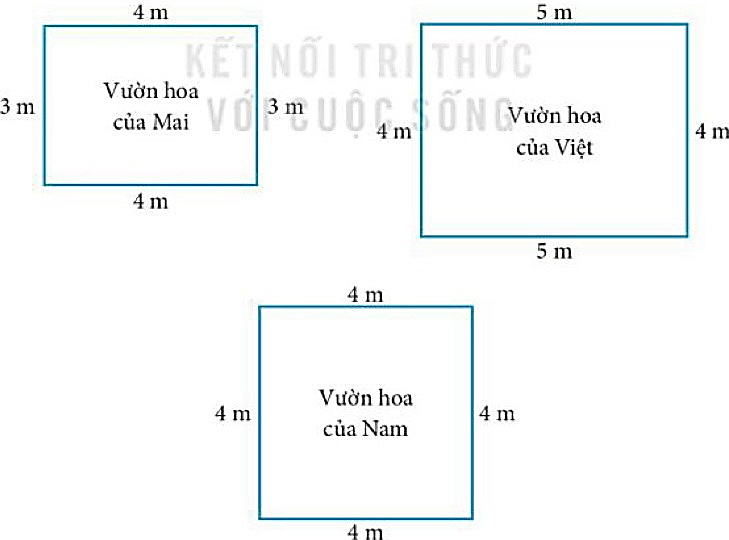 4 m
KẾT NỐI TRI THỨC
VỚI CUỘC SỐNG
3 m
Vườn hoa
của Mai
3 m
4 m
5 m
4 m
Vườn hoa
của Việt
4 m
5 m
4 m
4 m
Vườn hoa
của Nam
4 m
4 m